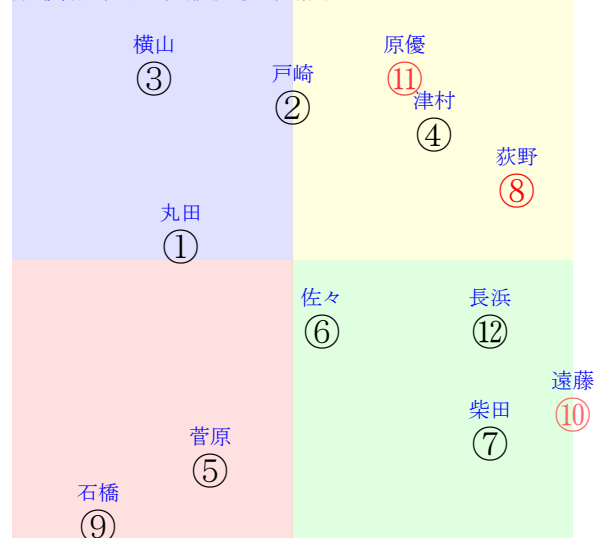 横山
③
原優
⑪
戸崎
②
津村
④
荻野
⑧
丸田
①
佐々
⑥
長浜
⑫
遠藤
⑩
柴田
⑦
菅原
⑤
石橋
⑨